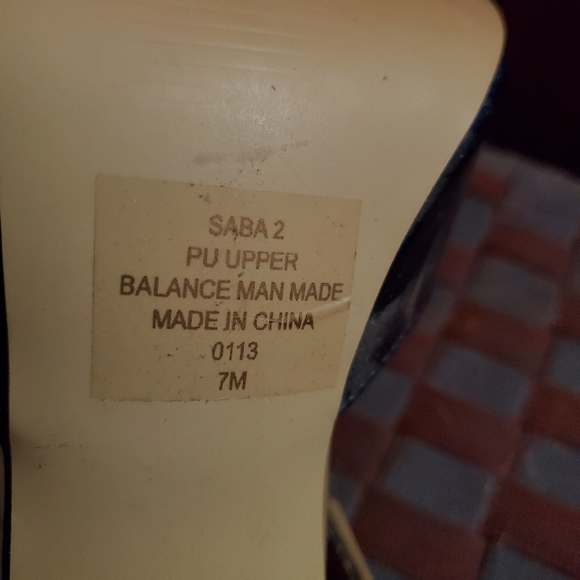 SABA 2
PU UPPER
BALANCE MAN MADE
MADE IN CHINA
0113
7M